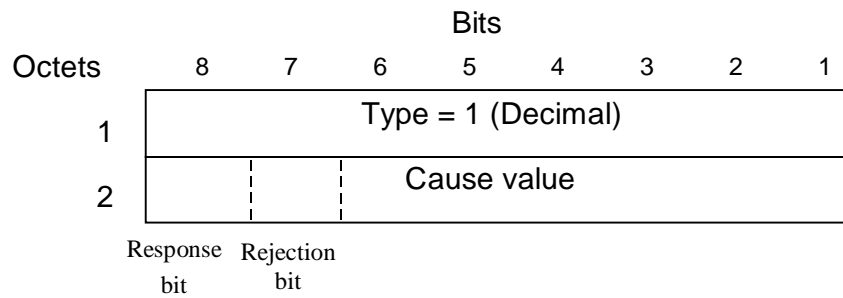 Bits
Octets 8 7 6 5 4 3 2 1
1 Type = 1 (Decimal)
2 Cause value
Response Rejection
bit bit